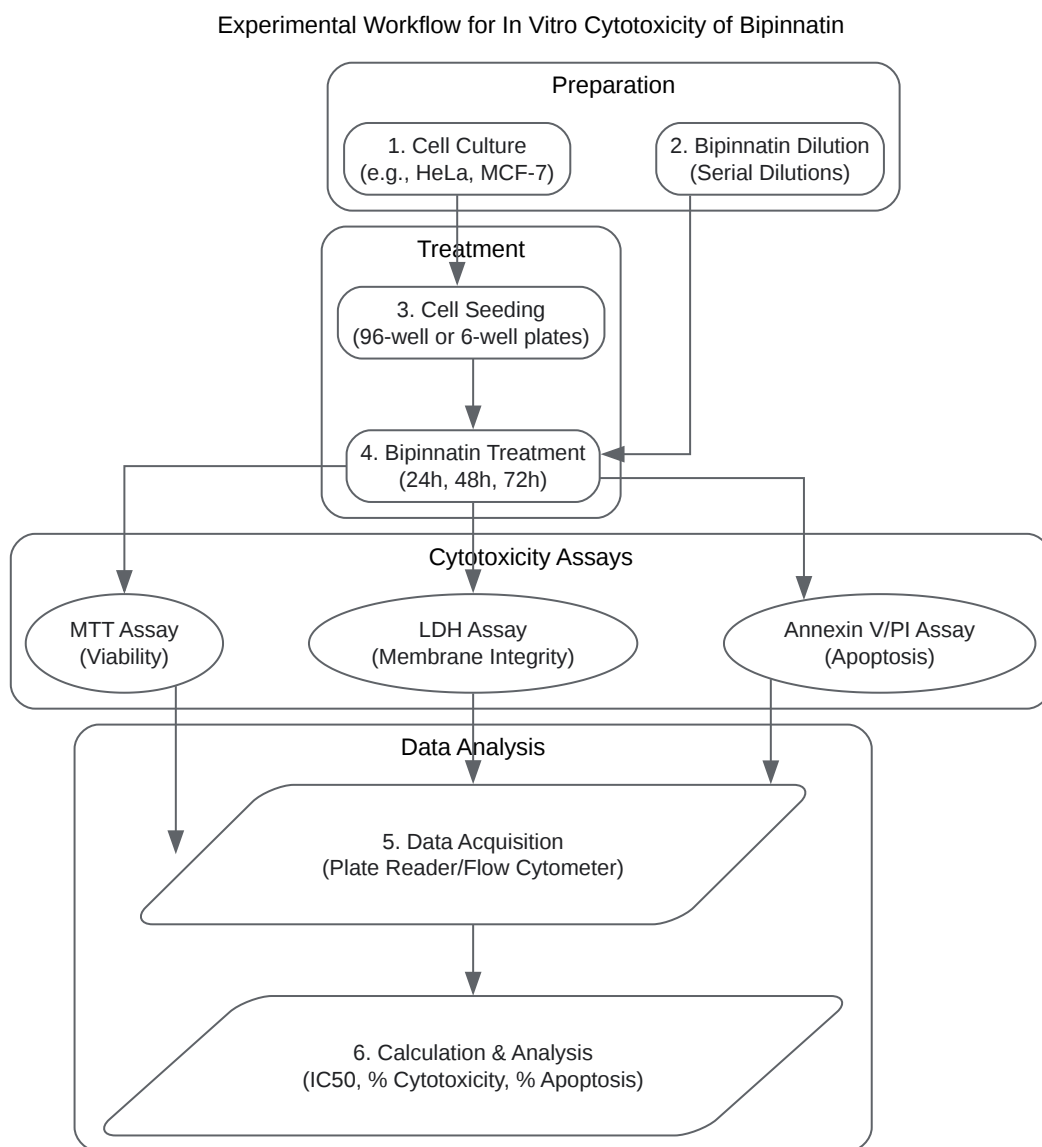 Experimental Workflow for In Vitro Cytotoxicity of Bipinnatin
Preparation
1. Cell Culture
(e.g., HeLa, MCF-7)
2. Bipinnatin Dilution
(Serial Dilutions)
Treatment
3. Cell Seeding
(96-well or 6-well plates)
4. Bipinnatin Treatment
(24h, 48h, 72h)
Cytotoxicity Assays
MTT Assay
(Viability)
LDH Assay
(Membrane Integrity)
Annexin V/PI Assay
(Apoptosis)
Data Analysis
5. Data Acquisition
(Plate Reader/Flow Cytometer)
6. Calculation & Analysis
(IC50, % Cytotoxicity, % Apoptosis)